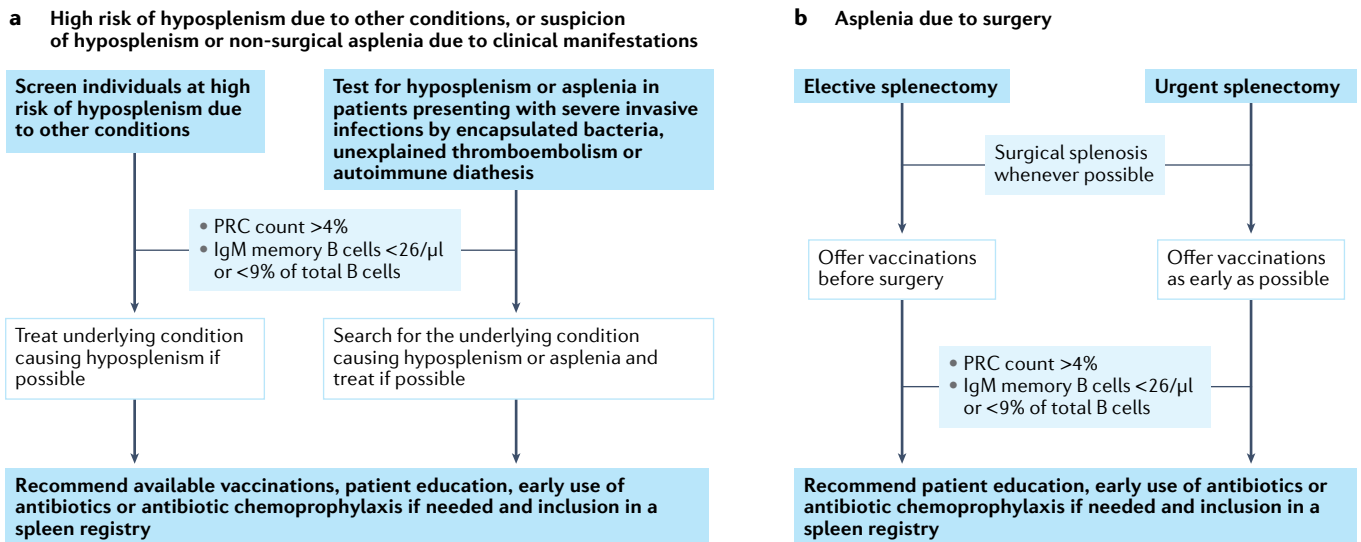 a High risk of hyposplenism due to other conditions, or suspicion
of hyposplenism or non-surgical asplenia due to clinical manifestations
Screen individuals at high
risk of hyposplenism due
to other conditions
Test for hyposplenism or asplenia in
patients presenting with severe invasive
infections by encapsulated bacteria,
unexplained thromboembolism or
autoimmune diathesis
• PRC count >4%
• IgM memory B cells <26/µl
or <9% of total B cells
Treat underlying condition
causing hyposplenism if
possible
Search for the underlying condition
causing hyposplenism or asplenia and
treat if possible
Recommend available vaccinations, patient education, early use of
antibiotics or antibiotic chemoprophylaxis if needed and inclusion in a
spleen registry
b Asplenia due to surgery
Elective splenectomy
Urgent splenectomy
Surgical splenosis
whenever possible
Offer vaccinations
before surgery
Offer vaccinations
as early as possible
• PRC count >4%
• IgM memory B cells <26/µl
or <9% of total B cells
Recommend patient education, early use of antibiotics or
antibiotic chemoprophylaxis if needed and inclusion in a
spleen registry